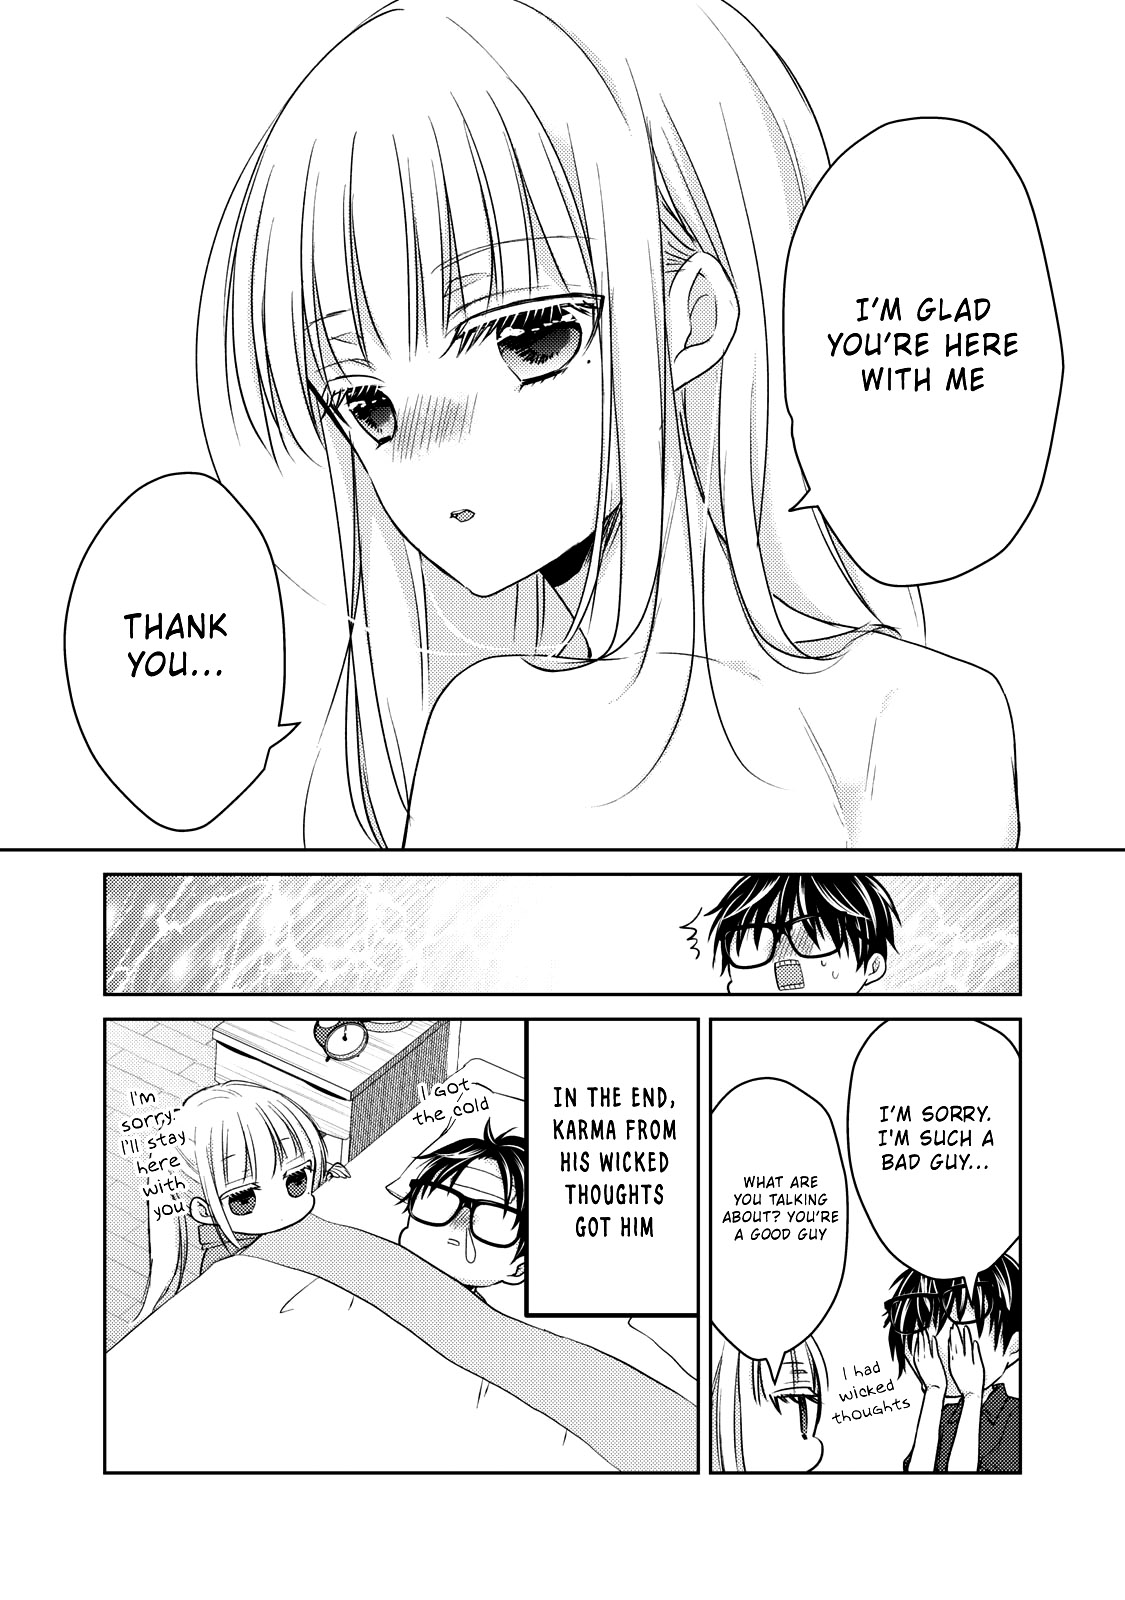 I'M GLAD
YOU'RE HERE
WITH ME
THANK
YOU...
I'M SORRY.
I'M SUCH A
BAD GUY...
WHAT ARE
YOU TALKING
ABOUT? YOU'RE
A GOOD GUY
I had
wicked
thoughts
IN THE END,
KARMA FROM
HIS WICKED
THOUGHTS
GOT HIM
I got
the cold
I'm
sorry.
I'll stay
here
with
you